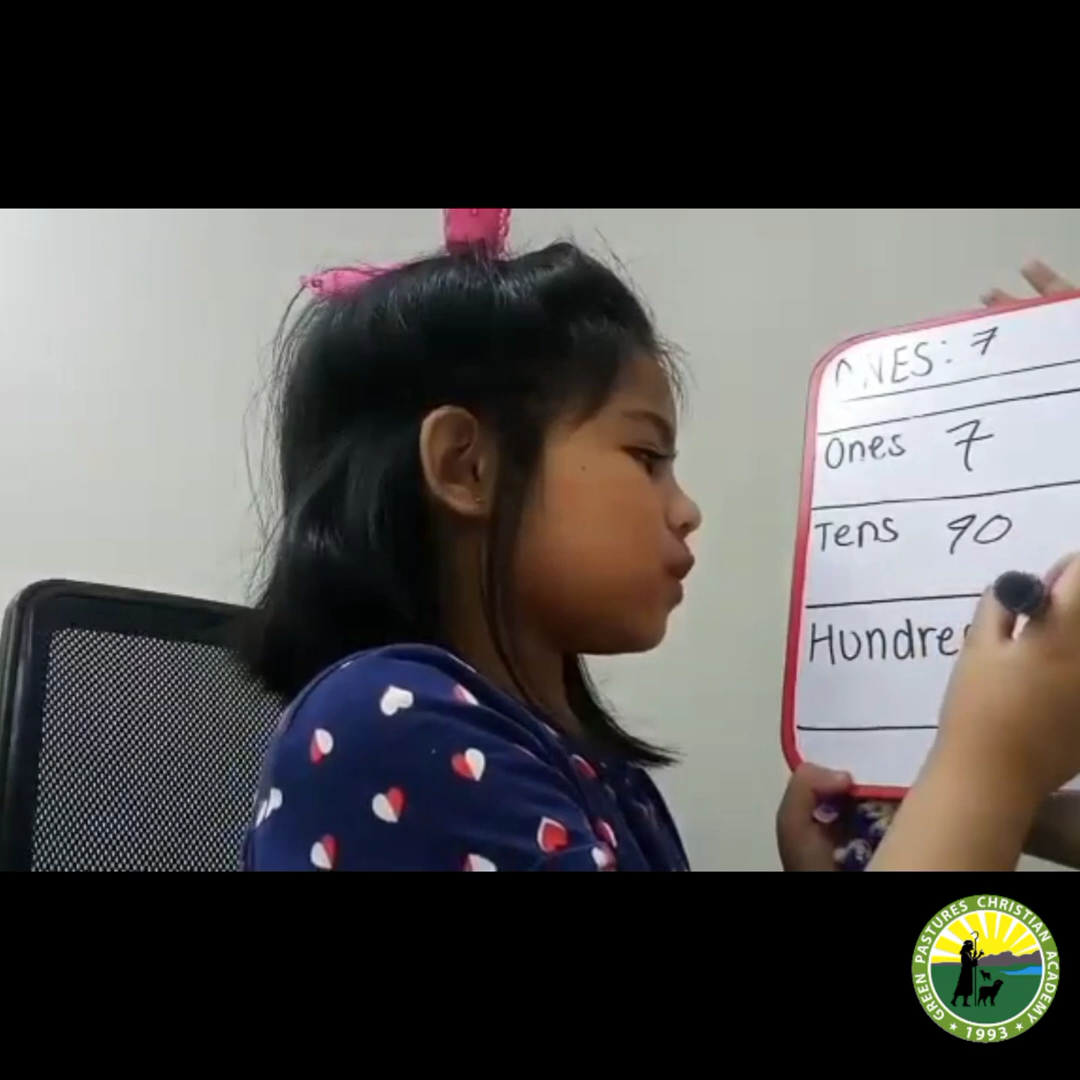 ONES: 7
Ones 7
Tens 90
Hundre
GREEN PASTURES CHRISTIAN ACADEMY
1993